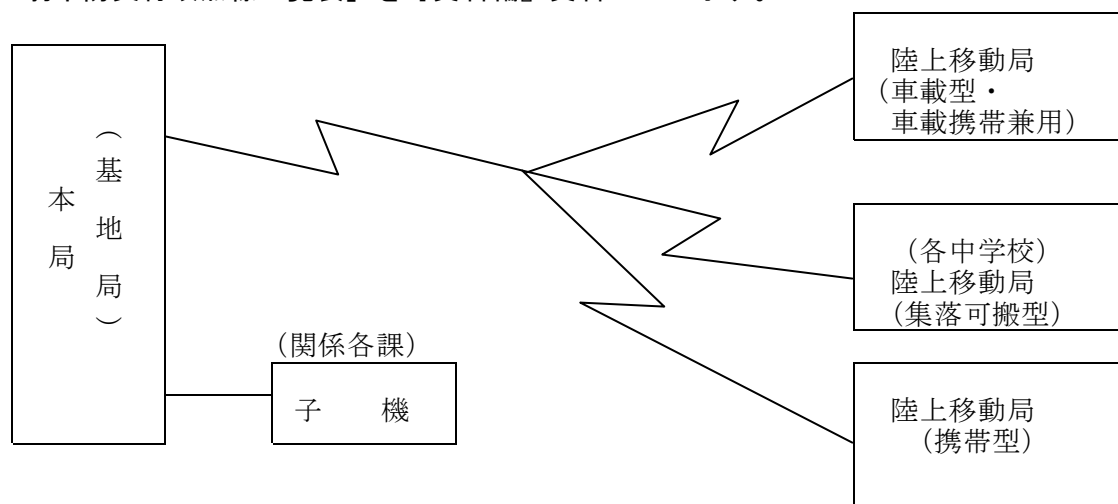 本局
（基地局）
（関係各課）
子　機
陸上移動局
（車載型・
車載携帯兼用）
（各中学校）
陸上移動局
（集落可搬型）
陸上移動局
（携帯型）